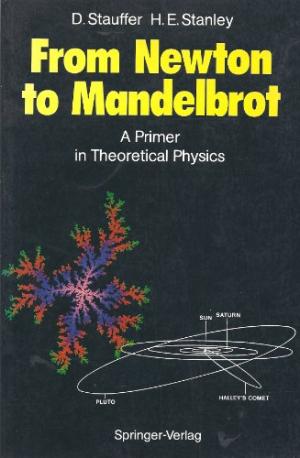 D. Stauffer H. E. Stanley
From Newton
to Mandelbrot
A Primer
in Theoretical Physics
SUN
SATURN
PLUTO
HALLEY'S COMET
Springer-Verlag